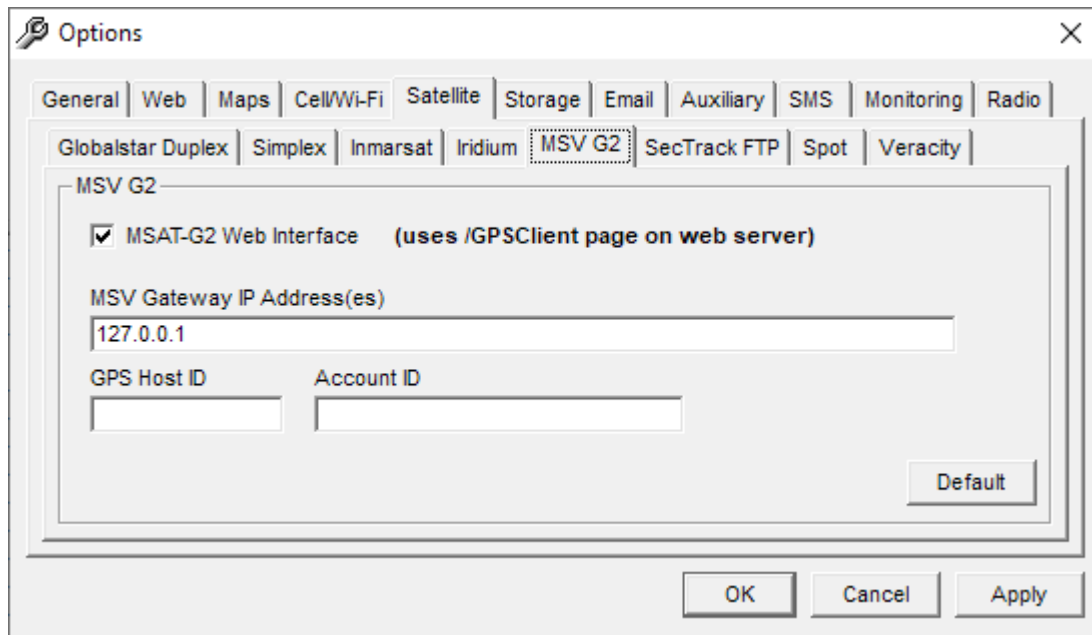 Options
General Web Maps Cell/Wi-Fi Satellite Storage Email Auxiliary SMS Monitoring Radio
Globalstar Duplex Simplex Inmarsat Iridium MSV G2 SecTrack FTP Spot Veracity
MSV G2
MSAT-G2 Web Interface (uses /GPSClient page on web server)
MSV Gateway IP Address(es)
127.0.0.1
GPS Host ID Account ID
Default
OK Cancel Apply